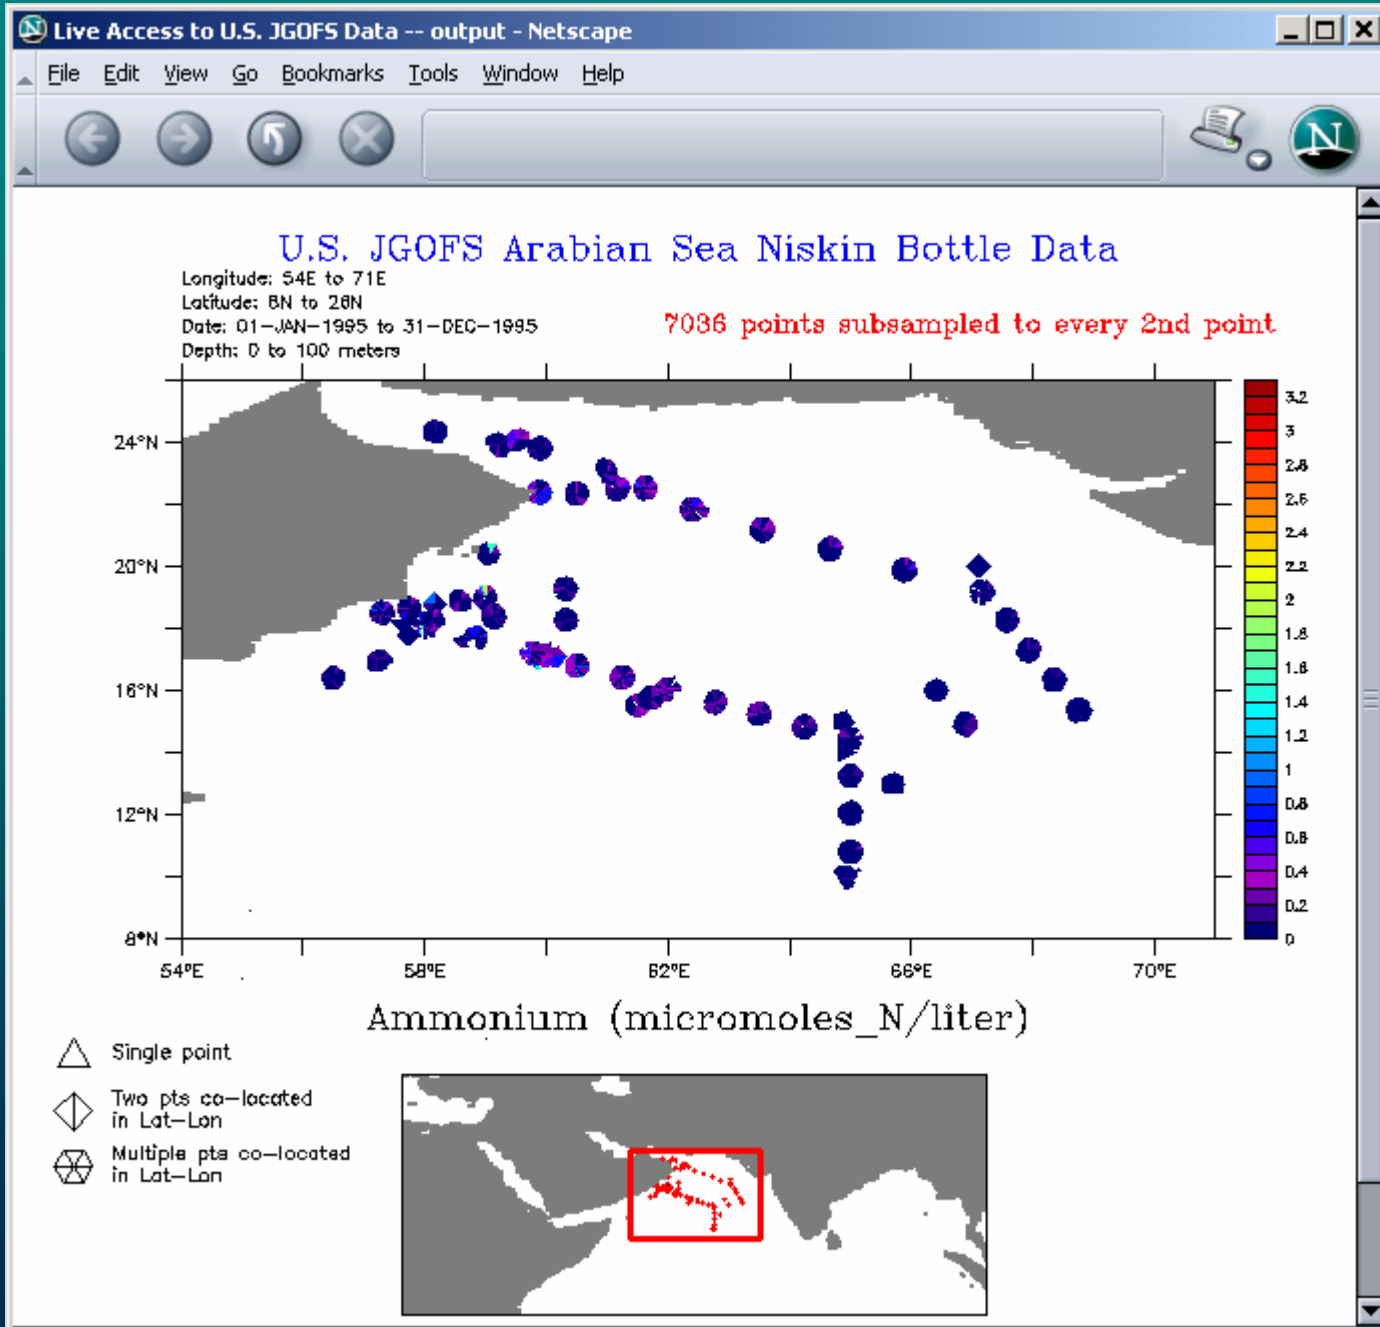 Live Access to U.S. JGOFS Data -- output - Netscape
File Edit View Go Bookmarks Tools Window Help
N
U.S. JGOFS Arabian Sea Niskin Bottle Data
Longitude: 54E to 71E
Latitude: 8N to 26N
Date: 01-JAN-1995 to 31-DEC-1995
Depth: 0 to 100 meters
7036 points subsampled to every 2nd point
24°N
20°N
16°N
12°N
8°N
54°E 58°E 62°E 66°E 70°E
3.2
3
2.8
2.6
2.4
2.2
2
1.8
1.6
1.4
1.2
1
0.8
0.6
0.4
0.2
0
Ammonium (micromoles_N/liter)
Single point
Two pts co-located
in Lat-Lon
Multiple pts co-located
in Lat-Lon